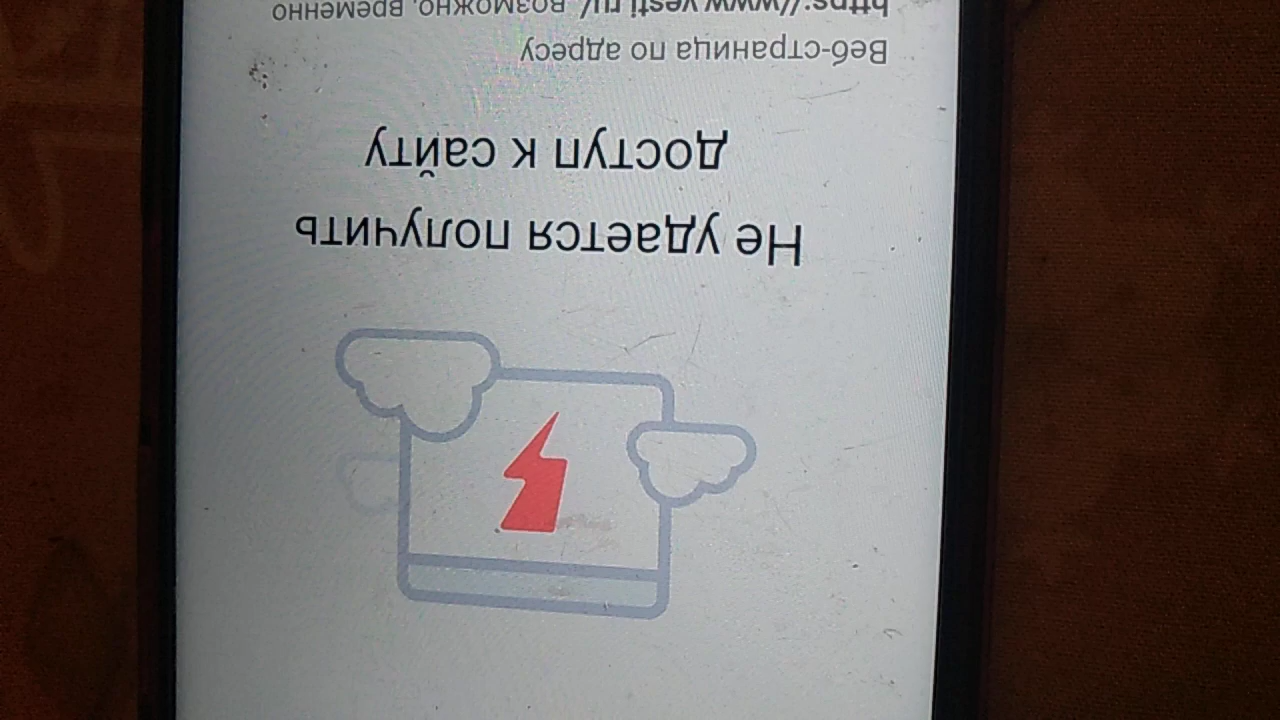 Не удается получить
доступ к сайту
Веб-страница по адресу
https://www.vesti.ru/, возможно, временно